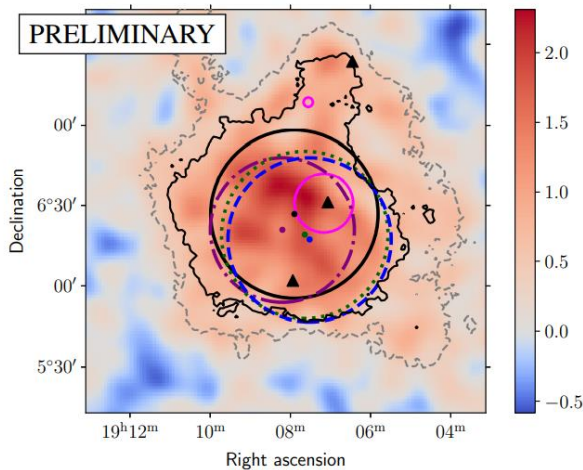 PRELIMINARY
2.0
1.5
1.0
0.5
0.0
−0.5
00′
6°30′
00′
5°30′
Declination
19ʰ12ᵐ
10ᵐ
08ᵐ
06ᵐ
04ᵐ
Right ascension